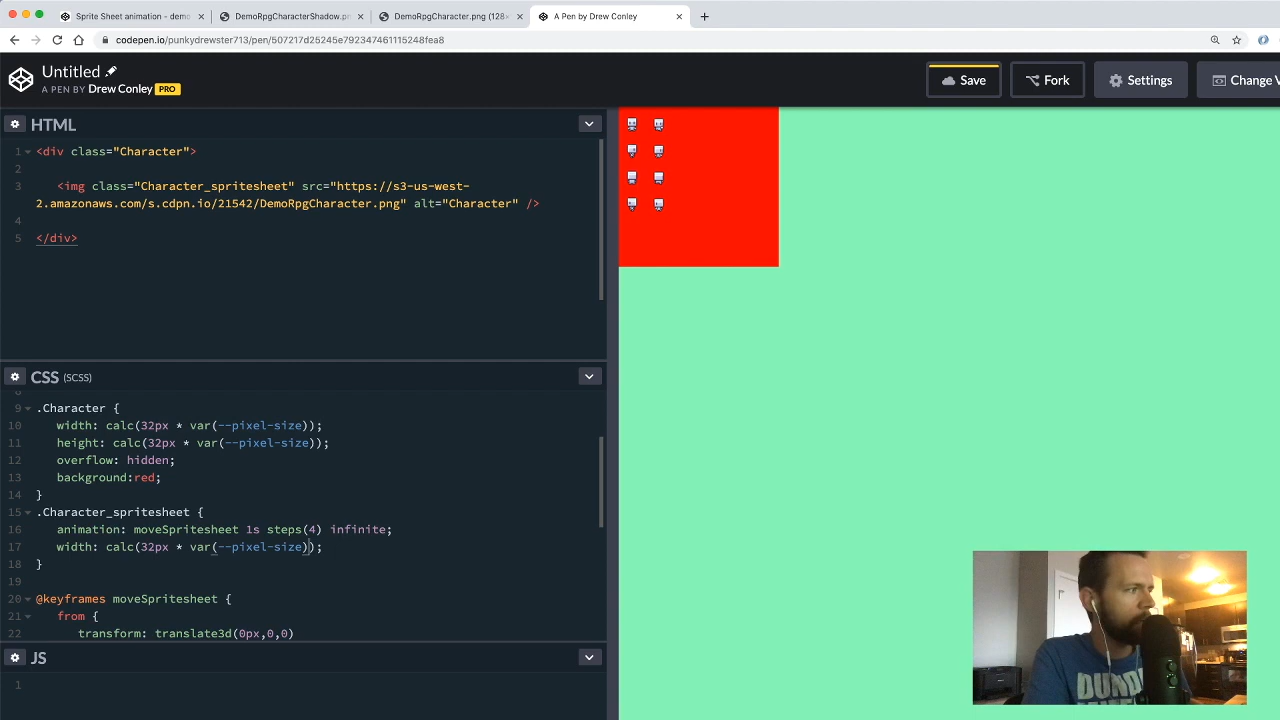 Sprite Sheet animation - demo
DemoRpgCharacterShadow.pn
DemoRpgCharacter.png (128×
A Pen by Drew Conley
codepen.io/punkydrewster713/pen/507217d25245e792347461115248fea8
Untitled
A PEN BY Drew Conley PRO
Save
Fork
Settings
Change V
HTML
1 <div class="Character">
2
3 <img class="Character_spritesheet" src="https://s3-us-west-
2.amazonaws.com/s.cdpn.io/21542/DemoRpgCharacter.png" alt="Character" />
4
5 </div>
CSS (SCSS)
8
9 .Character {
10 width: calc(32px * var(--pixel-size));
11 height: calc(32px * var(--pixel-size));
12 overflow: hidden;
13 background:red;
14 }
15 .Character_spritesheet {
16 animation: moveSpritesheet 1s steps(4) infinite;
17 width: calc(32px * var(--pixel-size));
18 }
19
20 @keyframes moveSpritesheet {
21 from {
22 transform: translate3d(0px,0,0)
JS
1